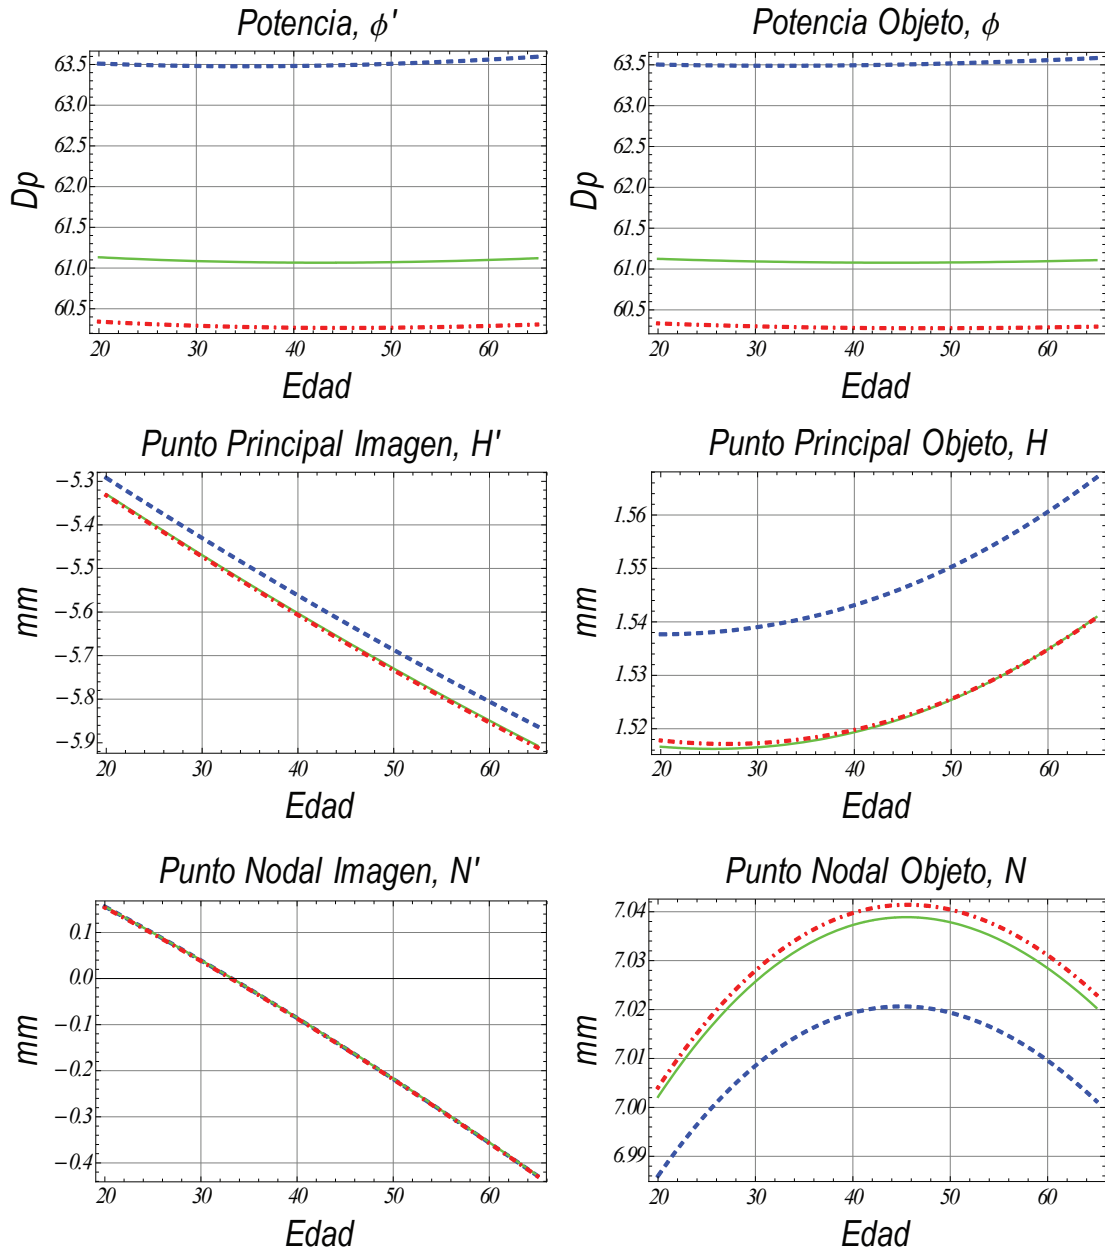 Potencia, ϕ'
Potencia Objeto, ϕ
63.5
63.0
62.5
62.0
61.5
61.0
60.5
Dp
20 30 40 50 60
Edad
63.5
63.0
62.5
62.0
61.5
61.0
60.5
Dp
20 30 40 50 60
Edad
Punto Principal Imagen, H'
Punto Principal Objeto, H
−5.3
−5.4
−5.5
−5.6
−5.7
−5.8
−5.9
mm
20 30 40 50 60
Edad
1.56
1.55
1.54
1.53
1.52
mm
20 30 40 50 60
Edad
Punto Nodal Imagen, N'
Punto Nodal Objeto, N
0.1
0.0
−0.1
−0.2
−0.3
−0.4
mm
20 30 40 50 60
Edad
7.04
7.03
7.02
7.01
7.00
6.99
mm
20 30 40 50 60
Edad